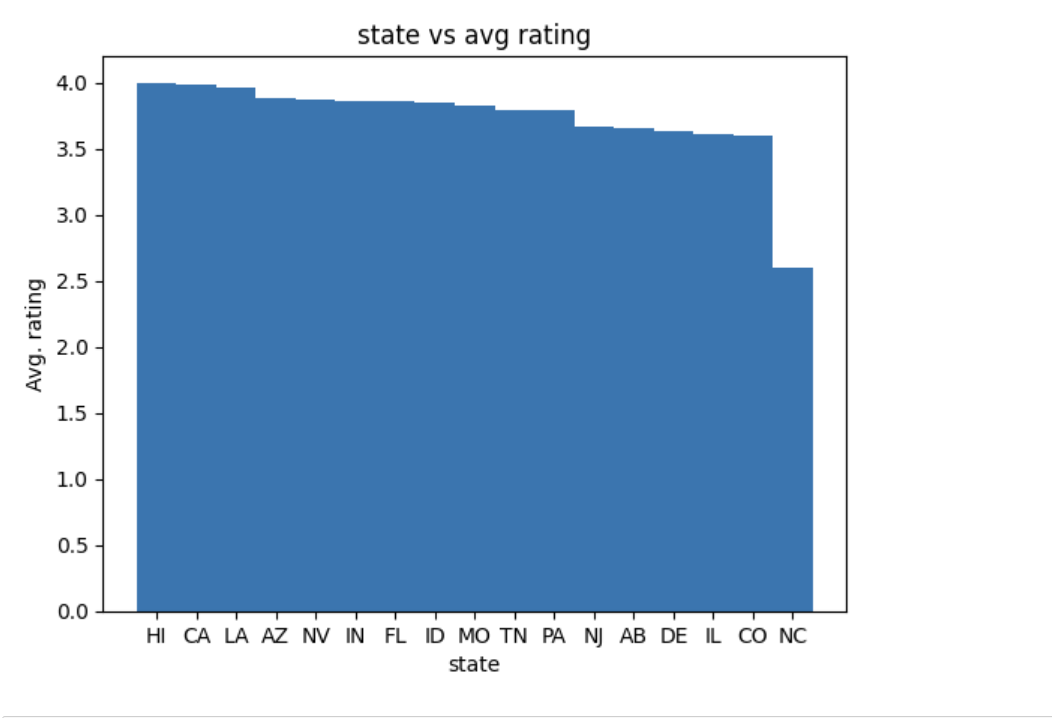 state vs avg rating
4.0
3.5
3.0
2.5
2.0
1.5
1.0
0.5
0.0
Avg. rating
HI CA LA AZ NV IN FL ID MO TN PA NJ AB DE IL CO NC
state